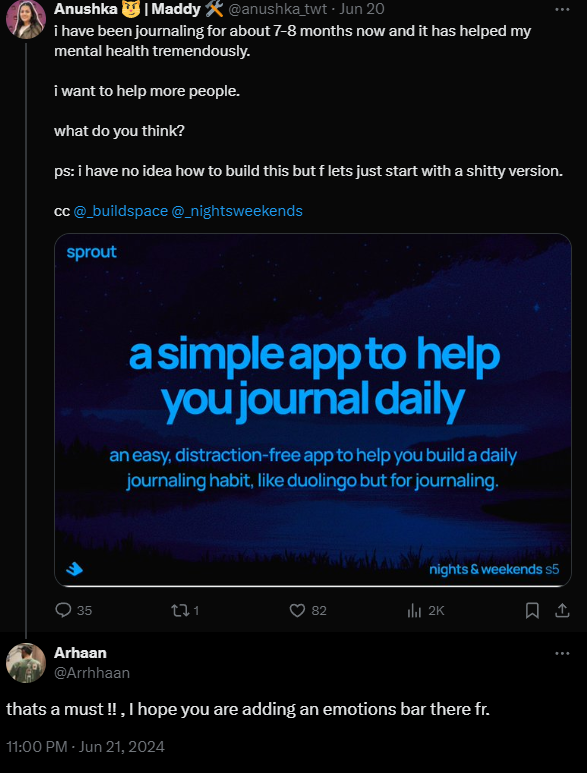 Anushka 😼 | Maddy 🛠️ @anushka_twt · Jun 20
i have been journaling for about 7-8 months now and it has helped my
mental health tremendously.
i want to help more people.
what do you think?
ps: i have no idea how to build this but f lets just start with a shitty version.
cc @_buildspace @_nightsweekends
sprout
a simple app to help
you journal daily
an easy, distraction-free app to help you build a daily
journaling habit, like duolingo but for journaling.
nights & weekends s5
35 1 82 2K
Arhaan
@Arrhhaan
thats a must !! , I hope you are adding an emotions bar there fr.
11:00 PM · Jun 21, 2024